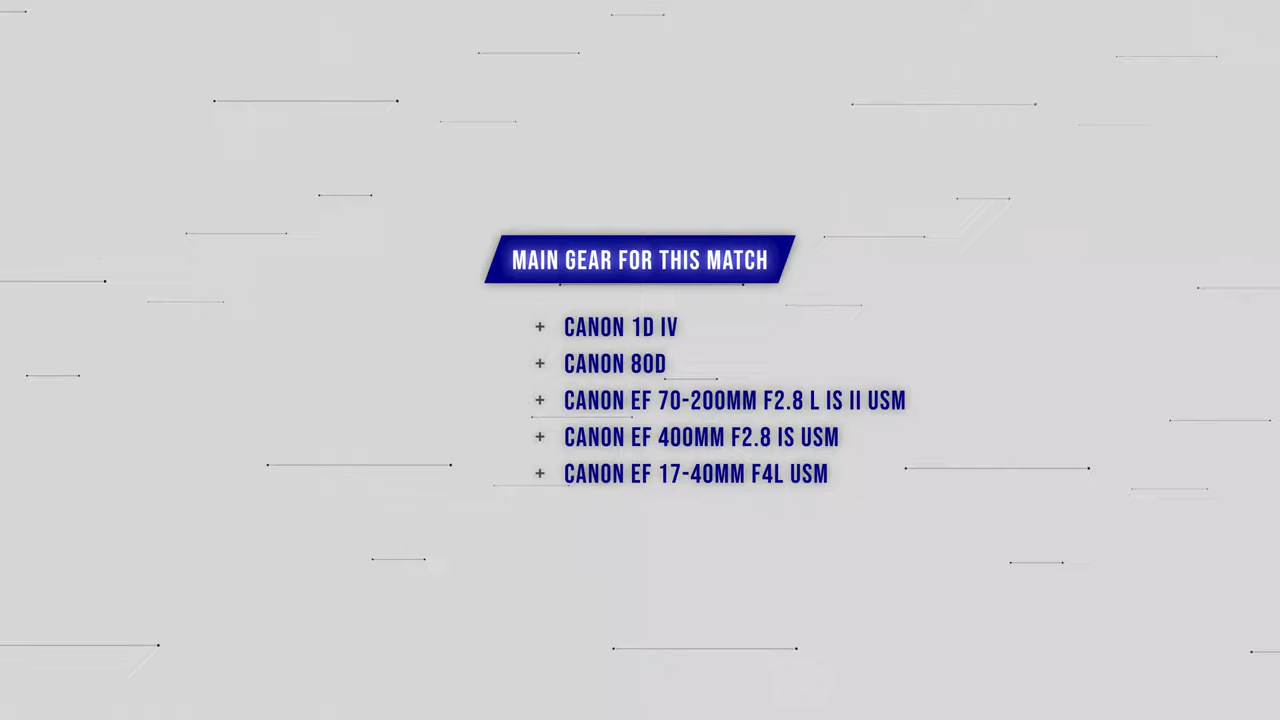 MAIN GEAR FOR THIS MATCH
+ CANON 1D IV
+ CANON 80D
+ CANON EF 70-200MM F2.8 L IS II USM
+ CANON EF 400MM F2.8 IS USM
+ CANON EF 17-40MM F4L USM